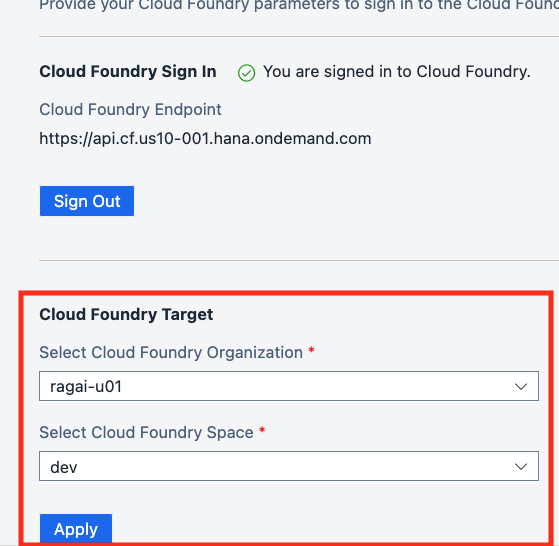 Provide your Cloud Foundry parameters to sign in to the Cloud Found
Cloud Foundry Sign In You are signed in to Cloud Foundry.
Cloud Foundry Endpoint
https://api.cf.us10-001.hana.ondemand.com
Sign Out
Cloud Foundry Target
Select Cloud Foundry Organization *
ragai-u01
Select Cloud Foundry Space *
dev
Apply